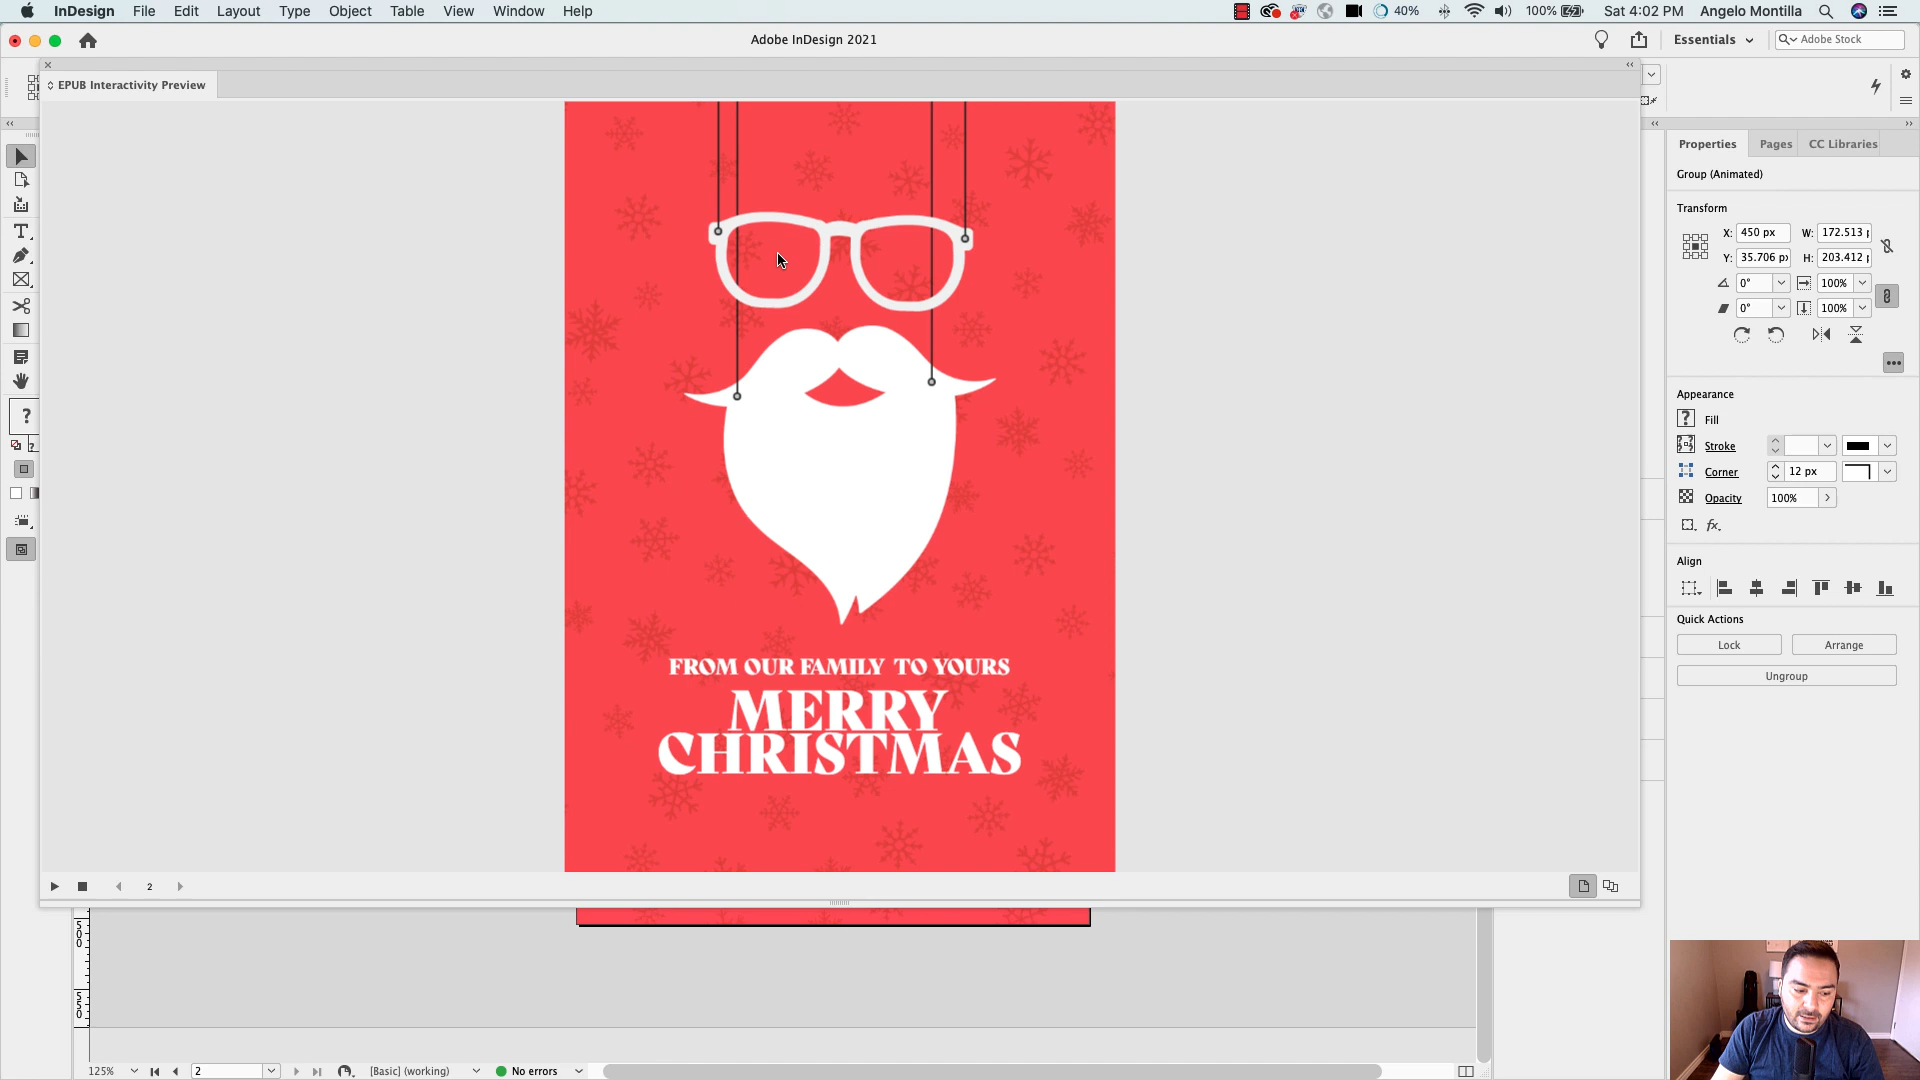 InDesign File Edit Layout Type Object Table View Window Help
40% 100% Sat 4:02 PM Angelo Montilla
Adobe InDesign 2021
Essentials Adobe Stock
EPUB Interactivity Preview
Properties Pages CC Libraries
Group (Animated)
Transform
X: 450 px W: 172.513
Y: 35.706 px H: 203.412
0° 100%
0° 100%
Appearance
? Fill
Stroke
Corner 12 px
Opacity 100%
fx.
Align
Quick Actions
Lock Arrange
Ungroup
FROM OUR FAMILY TO YOURS
MERRY
CHRISTMAS
2
500
550
125% 2 [Basic] (working) No errors